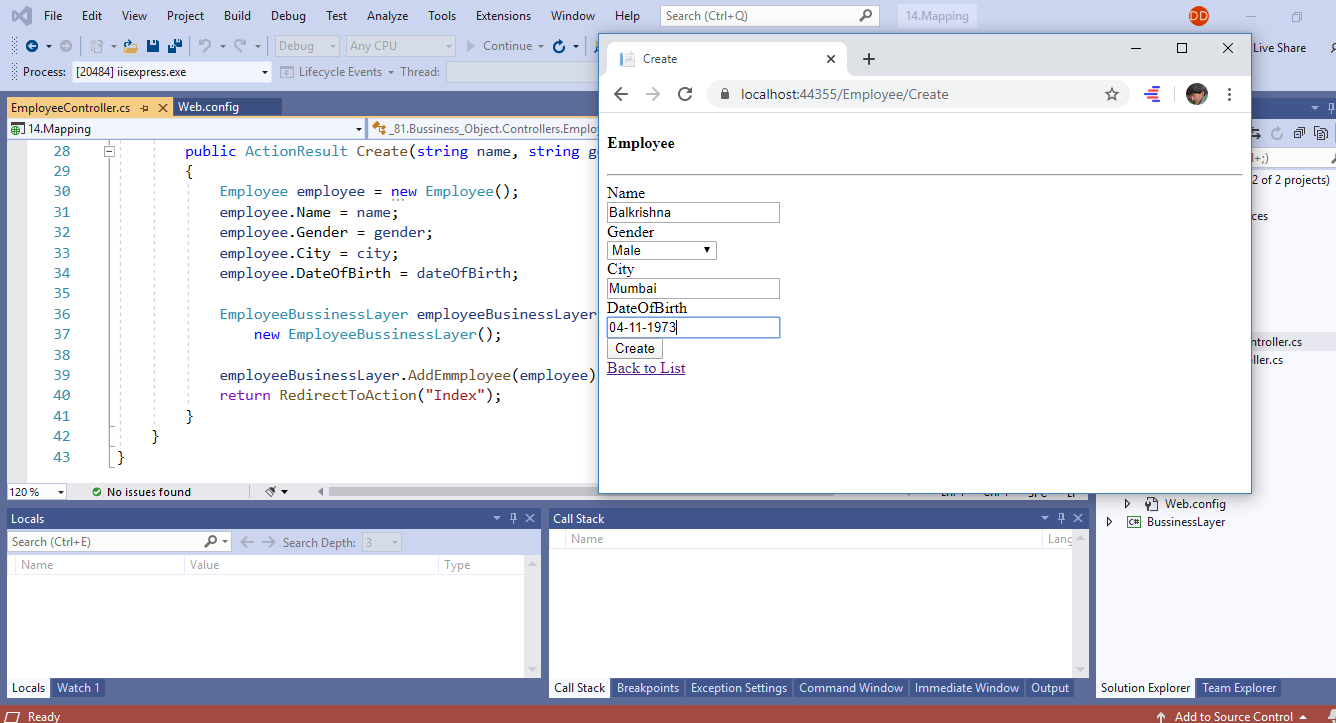 File Edit View Project Build Debug Test Analyze Tools Extensions Window Help Search (Ctrl+Q) 14.Mapping DD
Debug Any CPU Continue Live Share
Process: [20484] iisexpress.exe Lifecycle Events Thread:
EmployeeController.cs Web.config
14.Mapping _81.Bussiness_Object.Controllers.Emplo
28 public ActionResult Create(string name, string g
29 {
30 Employee employee = new Employee();
31 employee.Name = name;
32 employee.Gender = gender;
33 employee.City = city;
34 employee.DateOfBirth = dateOfBirth;
35
36 EmployeeBussinessLayer employeeBusinessLayer
37 new EmployeeBussinessLayer();
38
39 employeeBusinessLayer.AddEmmployee(employee)
40 return RedirectToAction("Index");
41 }
42 }
43 }
120 % No issues found
Create
localhost:44355/Employee/Create
Employee
Name
Balkrishna
Gender
Male
City
Mumbai
DateOfBirth
04-11-1973
Create
Back to List
l+;)
2 of 2 projects)
ces
ntroller.cs
ller.cs
Web.config
C# BussinessLayer
Locals
Search (Ctrl+E) Search Depth: 3
Name Value Type
Locals Watch 1
Call Stack
Name Lang
Call Stack Breakpoints Exception Settings Command Window Immediate Window Output
Solution Explorer Team Explorer
Ready Add to Source Control